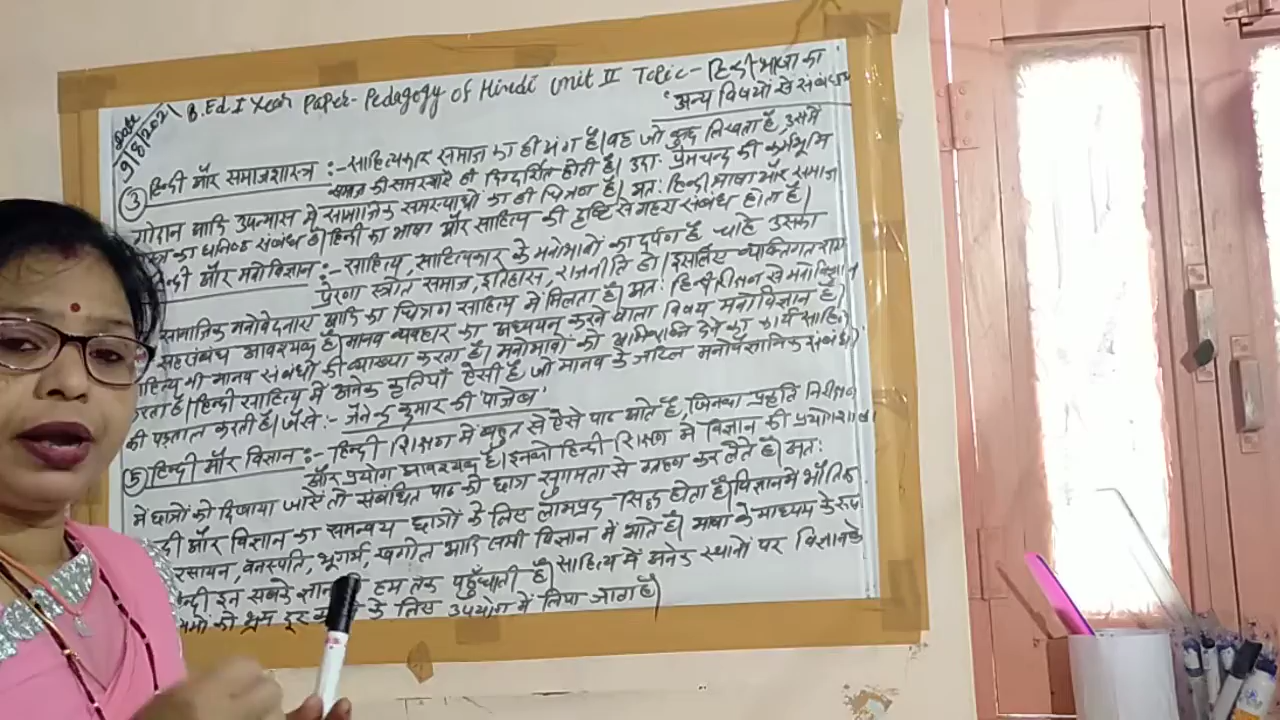 Date 9/8/2021 B.Ed I Year Paper- Pedagogy of Hindi Unit II Topic- हिन्दी भाषा का
अन्य विषयों से संबंध
③ हिन्दी और समाजशास्त्र :- साहित्यकार समाज का ही अंग है। वह जो कुछ लिखता है, उसमें
समाज की समस्याएँ ही दिग्दर्शित होती है। उदा. प्रेमचन्द की कर्मभूमि
गोदान आदि उपन्यास में सामाजिक समस्याओं का ही चित्रण है। अतः हिन्दी भाषा और समाज
का घनिष्ठ संबंध है। हिन्दी का भाषा और साहित्य की दृष्टि से गहरा संबंध होता है।
और मनोविज्ञान :- साहित्य, साहित्यकार के मनोभावों का दर्पण है चाहे उसका
प्रेरणा स्त्रोत समाज, इतिहास, राजनीति हो। इसलिए व्यक्तिगत
सामाजिक मनोवेदनाएँ आदि का चित्रण साहित्य में मिलता है। अतः हिन्दी शिक्षण से मनोविज्ञान
सहसंबंध आवश्यक है। मानव व्यवहार का अध्ययन करने वाला विषय मनोविज्ञान है।
साहित्य भी मानव संबंधों की व्याख्या करता है। मनोभावों को अभिव्यक्ति देने का कार्य साहित्य
करता है। हिन्दी साहित्य में अनेक कृतियाँ ऐसी है जो मानव के जटिल मनोवैज्ञानिक संबंधों
की पड़ताल करती है। जैसे :- जैनेन्द्र कुमार की 'पाजेब'
⑤ हिन्दी और विज्ञान :- हिन्दी शिक्षण में बहुत से ऐसे पाठ आते है, जिनका प्रकृति निरीक्षण
और प्रयोग आवश्यक है। इनको हिन्दी शिक्षण में विज्ञान की प्रयोगशाला
में छात्रों को दिखाया जाए तो संबंधित पाठ को छात्र सुगमता से ग्रहण कर लेते है। अतः
और विज्ञान का समन्वय छात्रों के लिए लाभप्रद सिद्ध होता है। विज्ञान में भौतिक
रसायन, वनस्पति, भूगर्भ, खगोल आदि सभी विज्ञान में आते है। भाषा के माध्यम के रूप
इन सबके हम तक पहुँचाती है। साहित्य में अनेक स्थानों पर विज्ञान के
को भ्रम दूर के लिए उपयोग में लिया जाता है।